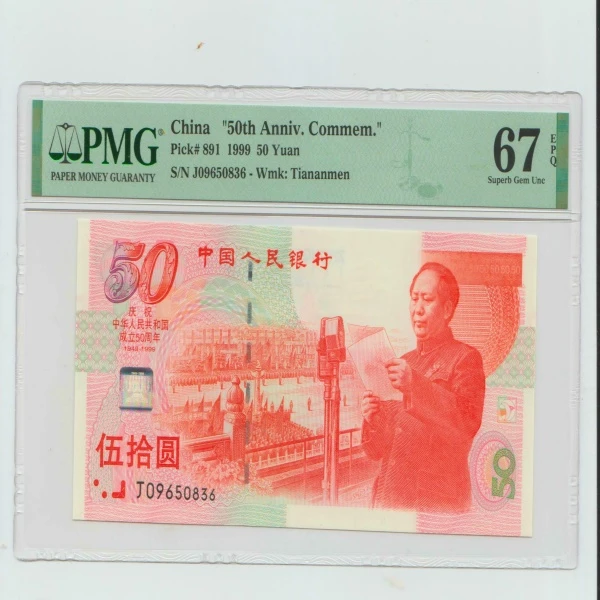 PMG®
PAPER MONEY GUARANTY
China "50th Anniv. Commem."
Pick# 891 1999 50 Yuan
S/N J09650836 - Wmk: Tiananmen
67
EPQ
Superb Gem Unc
50
中国人民银行
庆祝
中华人民共和国
成立50周年
1949-1999
伍拾圆
J09650836
50